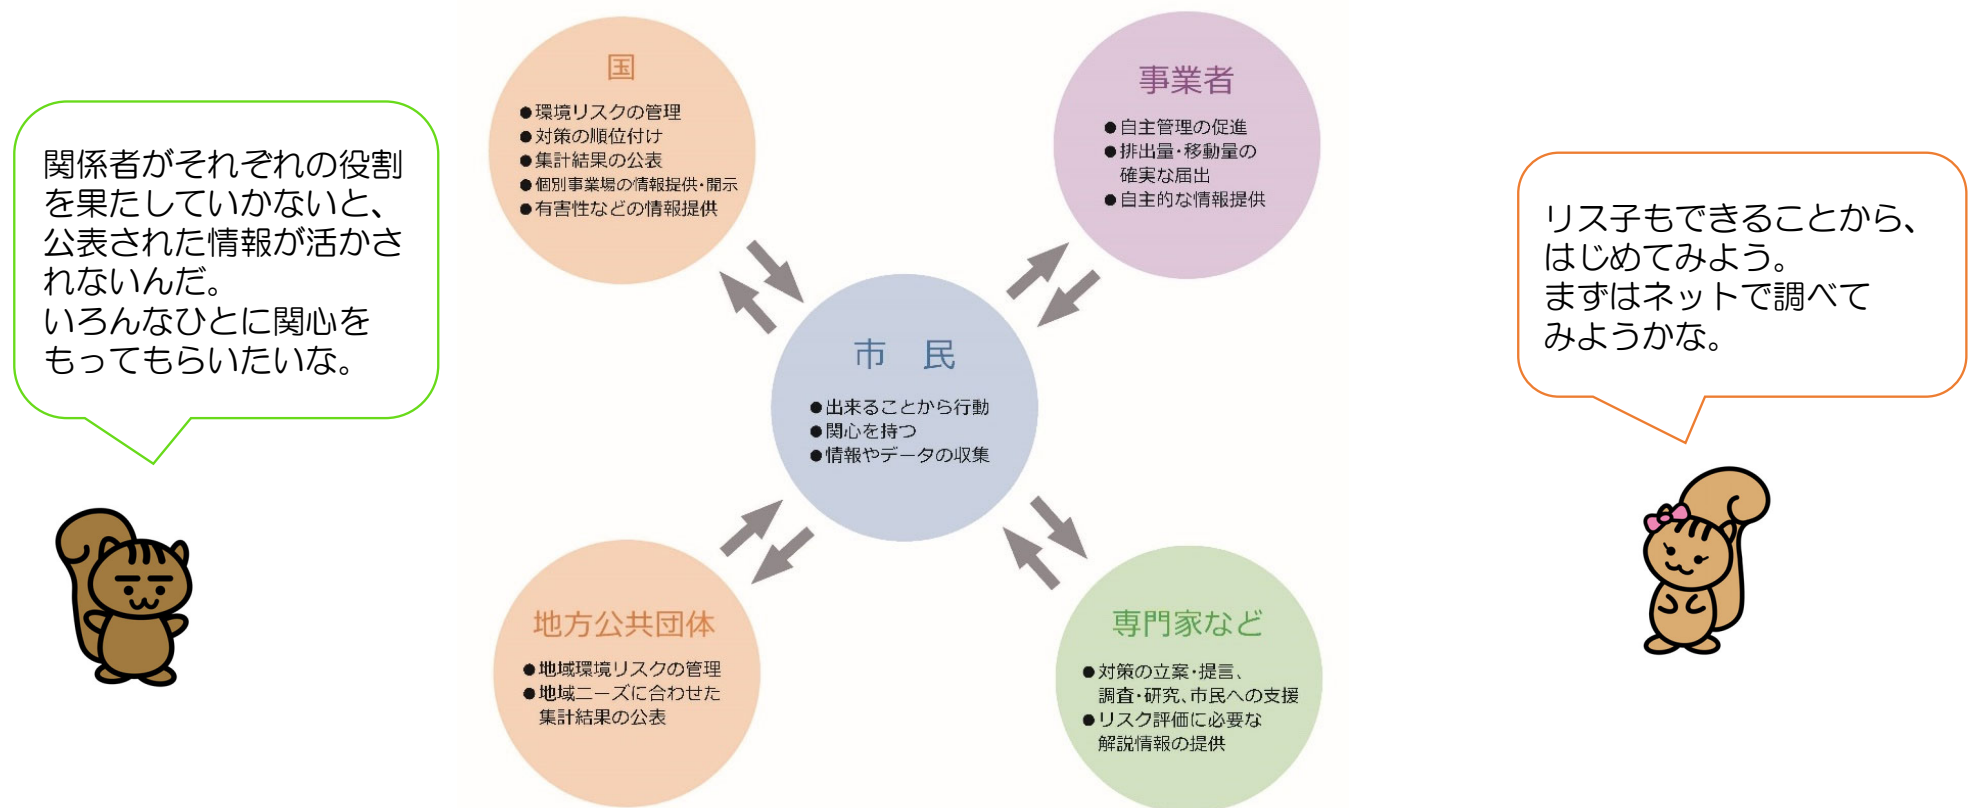 関係者がそれぞれの役割
を果たしていかないと、
公表された情報が活かさ
れないんだ。
いろんなひとに関心を
もってもらいたいな。
国
●環境リスクの管理
●対策の順位付け
●集計結果の公表
●個別事業場の情報提供・開示
●有害性などの情報提供
事業者
●自主管理の促進
●排出量・移動量の
確実な届出
●自主的な情報提供
市 民
●出来ることから行動
●関心を持つ
●情報やデータの収集
地方公共団体
●地域環境リスクの管理
●地域ニーズに合わせた
集計結果の公表
専門家など
●対策の立案・提言、
調査・研究、市民への支援
●リスク評価に必要な
解説情報の提供
リス子もできることから、
はじめてみよう。
まずはネットで調べて
みようかな。